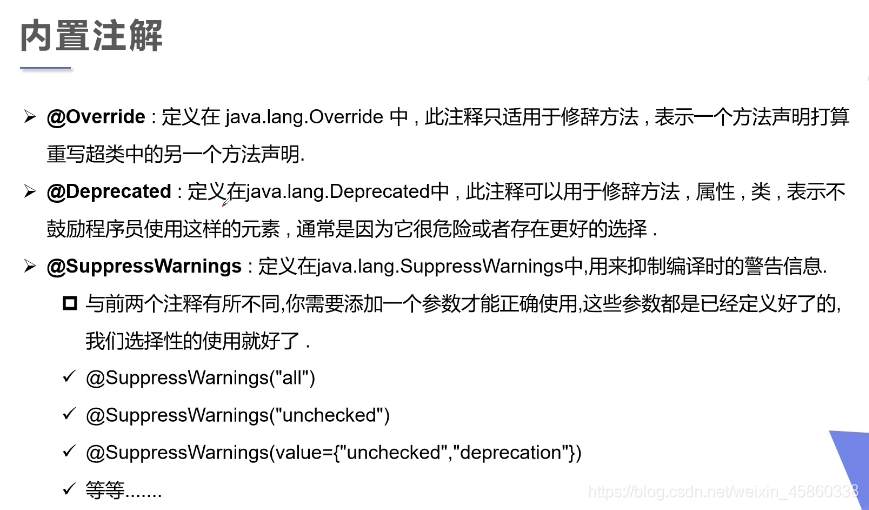 内置注解
➢ @Override : 定义在 java.lang.Override 中 , 此注释只适用于修辞方法 , 表示一个方法声明打算
重写超类中的另一个方法声明.
➢ @Deprecated : 定义在java.lang.Deprecated中 , 此注释可以用于修辞方法 , 属性 , 类 , 表示不
鼓励程序员使用这样的元素 , 通常是因为它很危险或者存在更好的选择 .
➢ @SuppressWarnings : 定义在java.lang.SuppressWarnings中,用来抑制编译时的警告信息.
与前两个注释有所不同,你需要添加一个参数才能正确使用,这些参数都是已经定义好了的,
我们选择性的使用就好了 .
✓ @SuppressWarnings("all")
✓ @SuppressWarnings("unchecked")
✓ @SuppressWarnings(value={"unchecked","deprecation"})
✓ 等等.......
https://blog.csdn.net/weixin_45860338